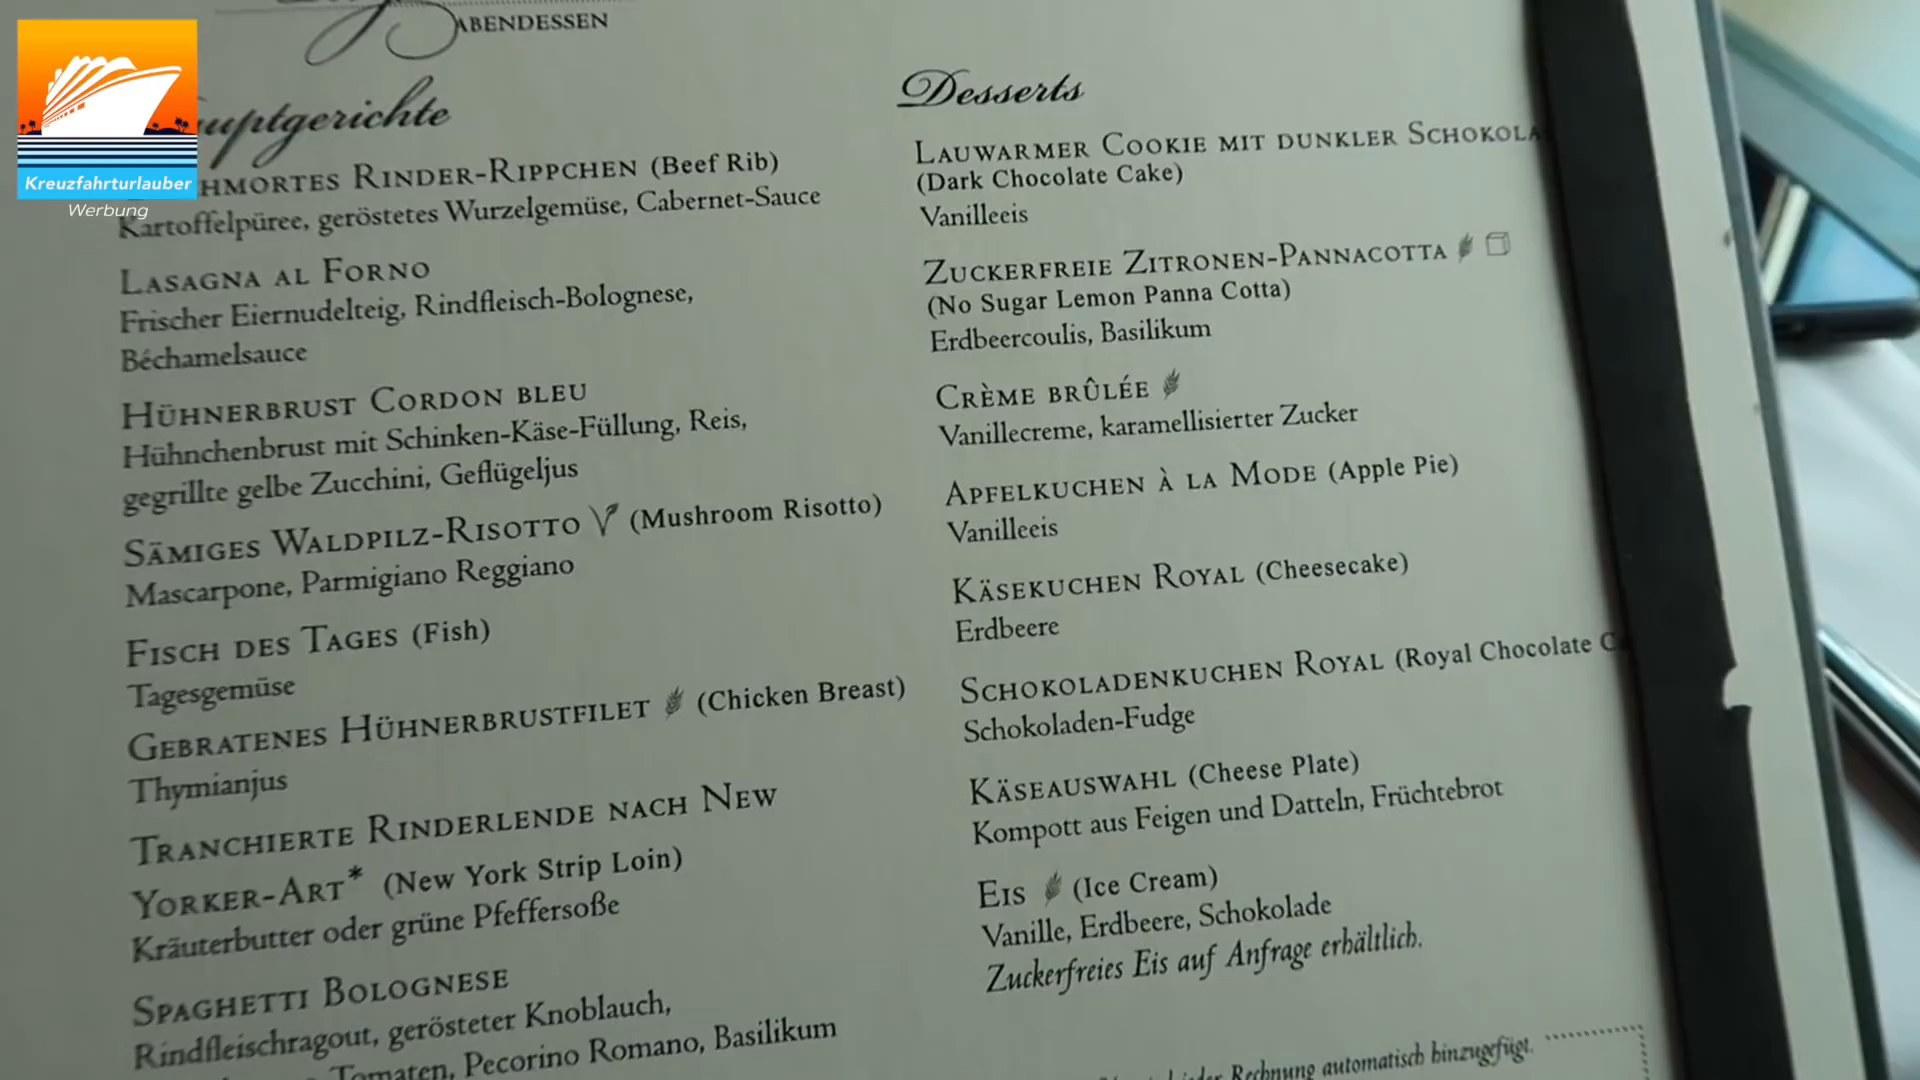 ABENDESSEN
Kreuzfahrturlauber
Werbung
Hauptgerichte
HMORTES RINDER-RIPPCHEN (Beef Rib)
Kartoffelpüree, geröstetes Wurzelgemüse, Cabernet-Sauce
LASAGNA AL FORNO
Frischer Eiernudelteig, Rindfleisch-Bolognese,
Béchamelsauce
HÜHNERBRUST CORDON BLEU
Hühnchenbrust mit Schinken-Käse-Füllung, Reis,
gegrillte gelbe Zucchini, Geflügeljus
SÄMIGES WALDPILZ-RISOTTO (Mushroom Risotto)
Mascarpone, Parmigiano Reggiano
FISCH DES TAGES (Fish)
Tagesgemüse
GEBRATENES HÜHNERBRUSTFILET (Chicken Breast)
Thymianjus
TRANCHIERTE RINDERLENDE NACH NEW
YORKER-ART* (New York Strip Loin)
Kräuterbutter oder grüne Pfeffersoße
SPAGHETTI BOLOGNESE
Rindfleischragout, gerösteter Knoblauch,
Tomaten, Pecorino Romano, Basilikum
Desserts
LAUWARMER COOKIE MIT DUNKLER SCHOKOLA
(Dark Chocolate Cake)
Vanilleeis
ZUCKERFREIE ZITRONEN-PANNACOTTA
(No Sugar Lemon Panna Cotta)
Erdbeercoulis, Basilikum
CRÈME BRÛLÉE
Vanillecreme, karamellisierter Zucker
APFELKUCHEN À LA MODE (Apple Pie)
Vanilleeis
KÄSEKUCHEN ROYAL (Cheesecake)
Erdbeere
SCHOKOLADENKUCHEN ROYAL (Royal Chocolate C
Schokoladen-Fudge
KÄSEAUSWAHL (Cheese Plate)
Kompott aus Feigen und Datteln, Früchtebrot
EIS (Ice Cream)
Vanille, Erdbeere, Schokolade
Zuckerfreies Eis auf Anfrage erhältlich.
Rechnung automatisch hinzugefügt.